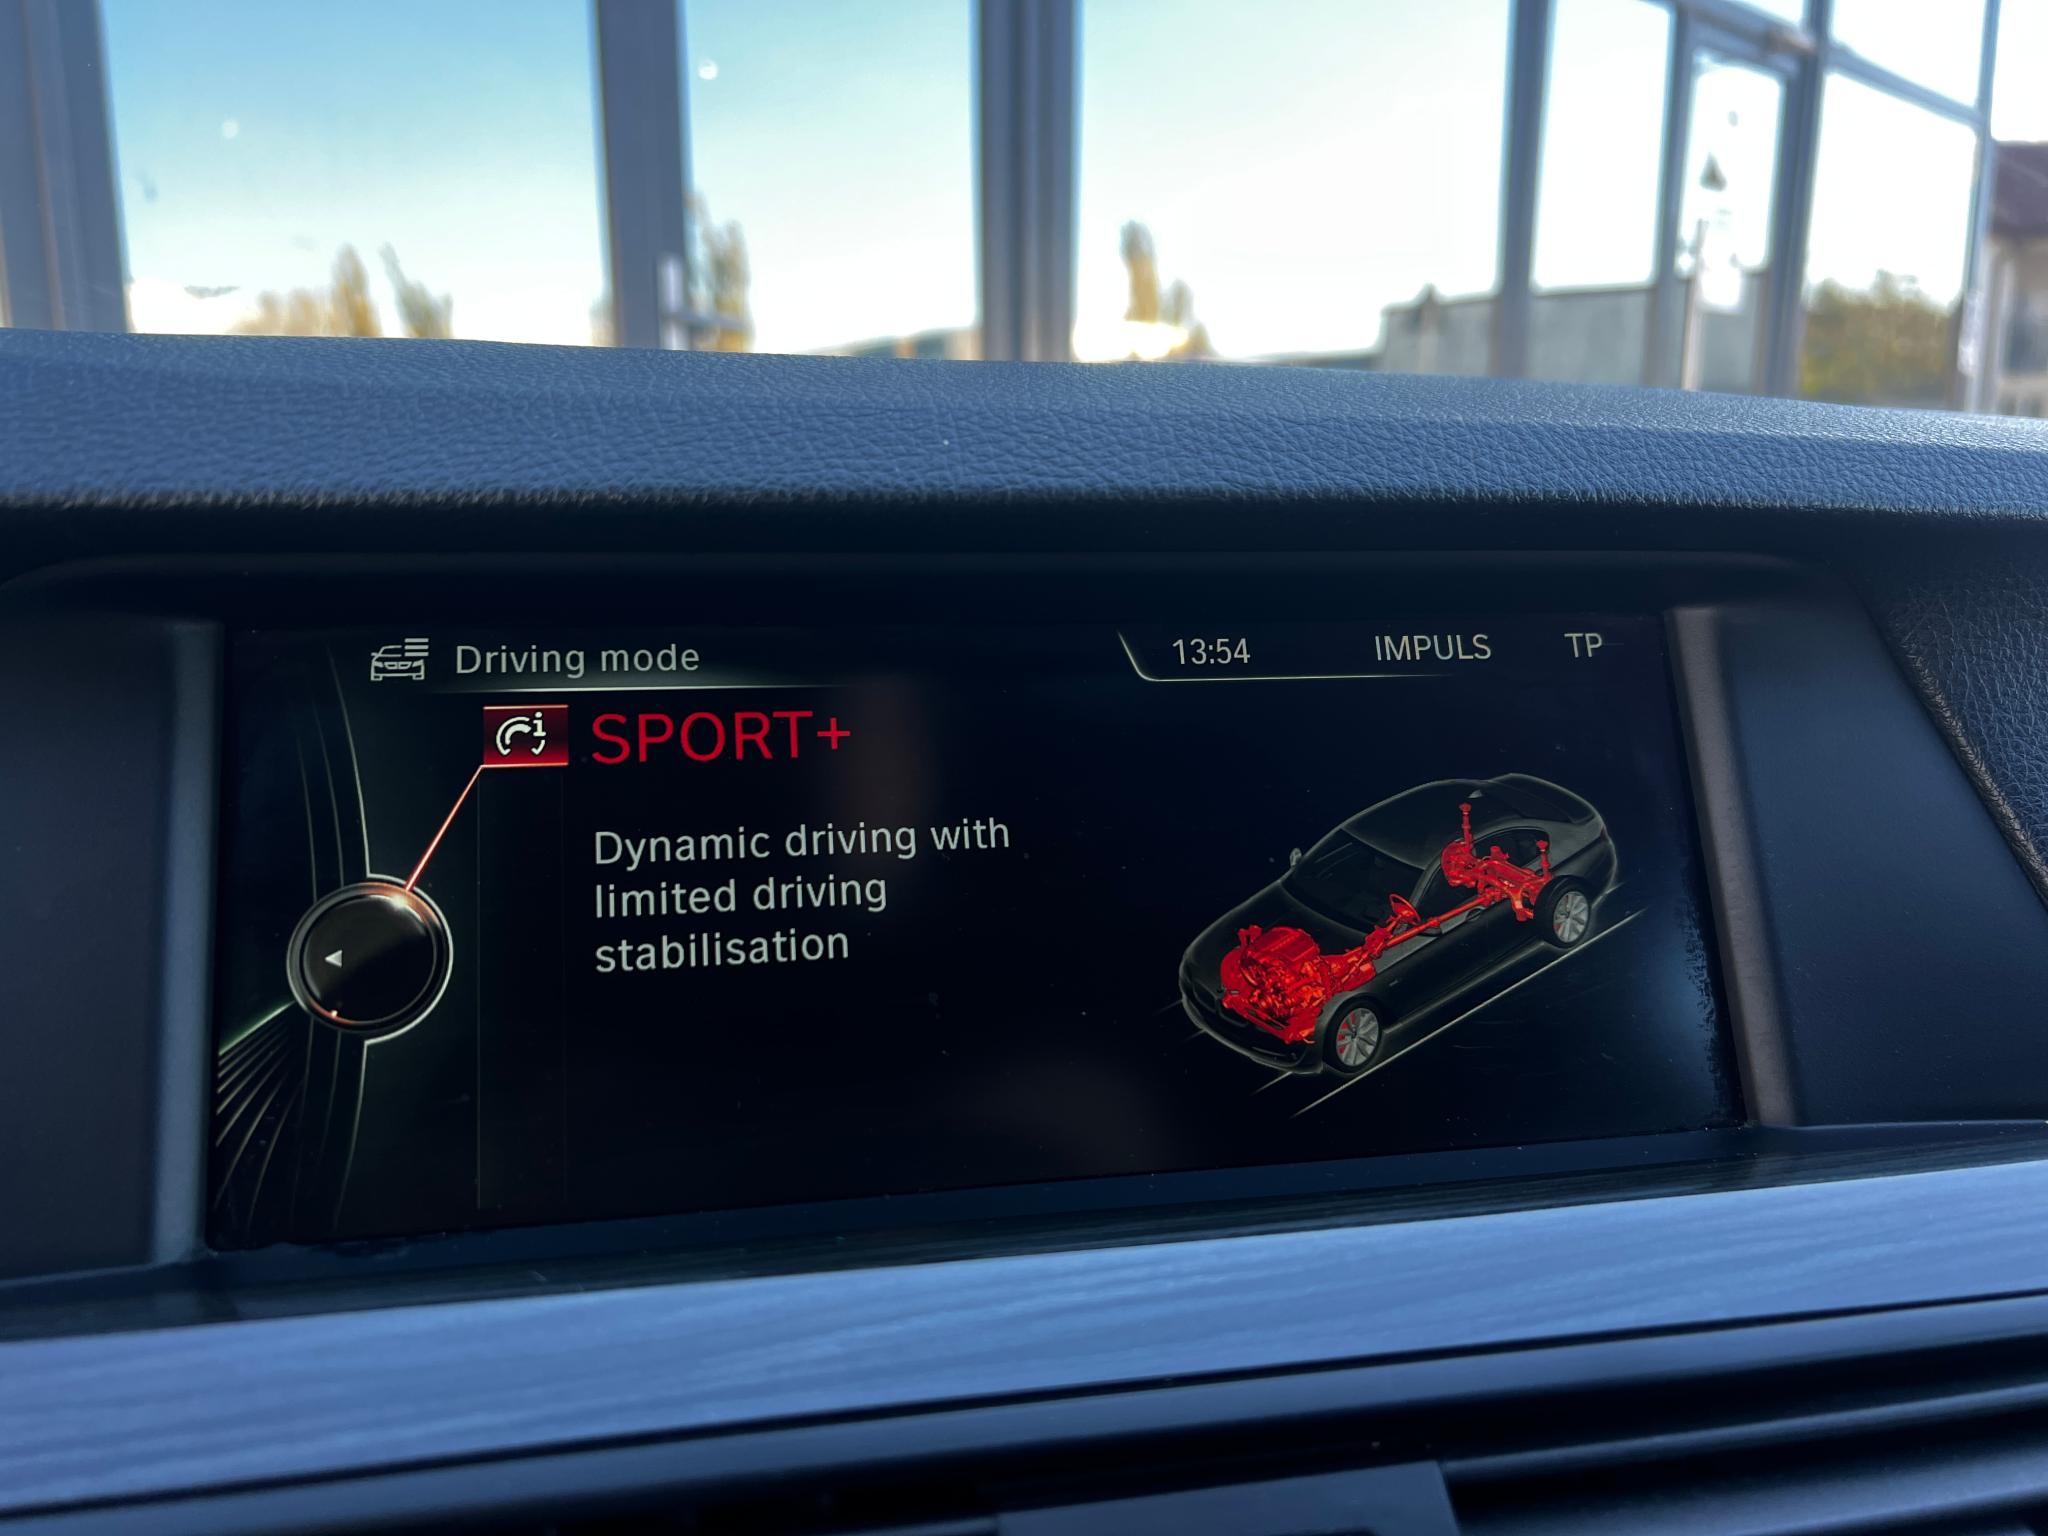 Driving mode
13:54 IMPULS TP
SPORT+
Dynamic driving with
limited driving
stabilisation